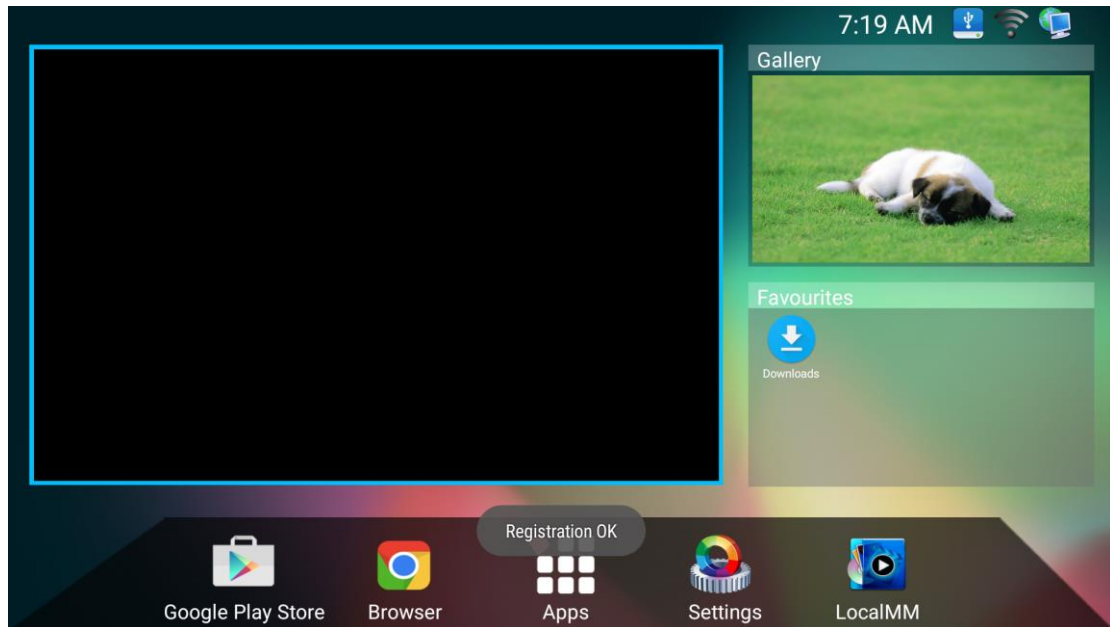 7:19 AM
Gallery
Favourites
Downloads
Registration OK
Google Play Store
Browser
Apps
Settings
LocalMM